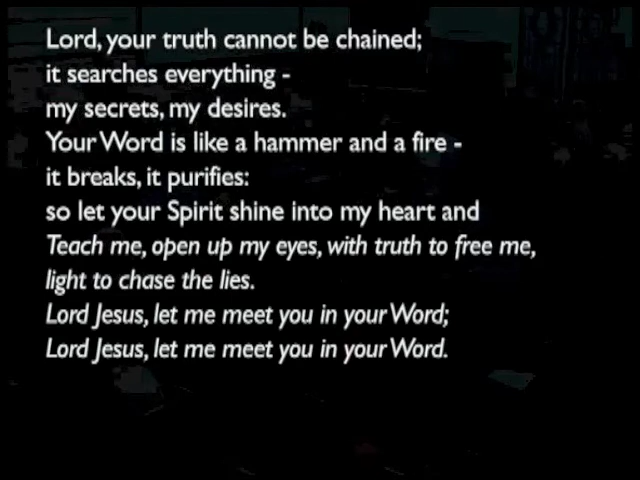 Lord, your truth cannot be chained;
it searches everything -
my secrets, my desires.
Your Word is like a hammer and a fire -
it breaks, it purifies:
so let your Spirit shine into my heart and
Teach me, open up my eyes, with truth to free me,
light to chase the lies.
Lord Jesus, let me meet you in your Word;
Lord Jesus, let me meet you in your Word.